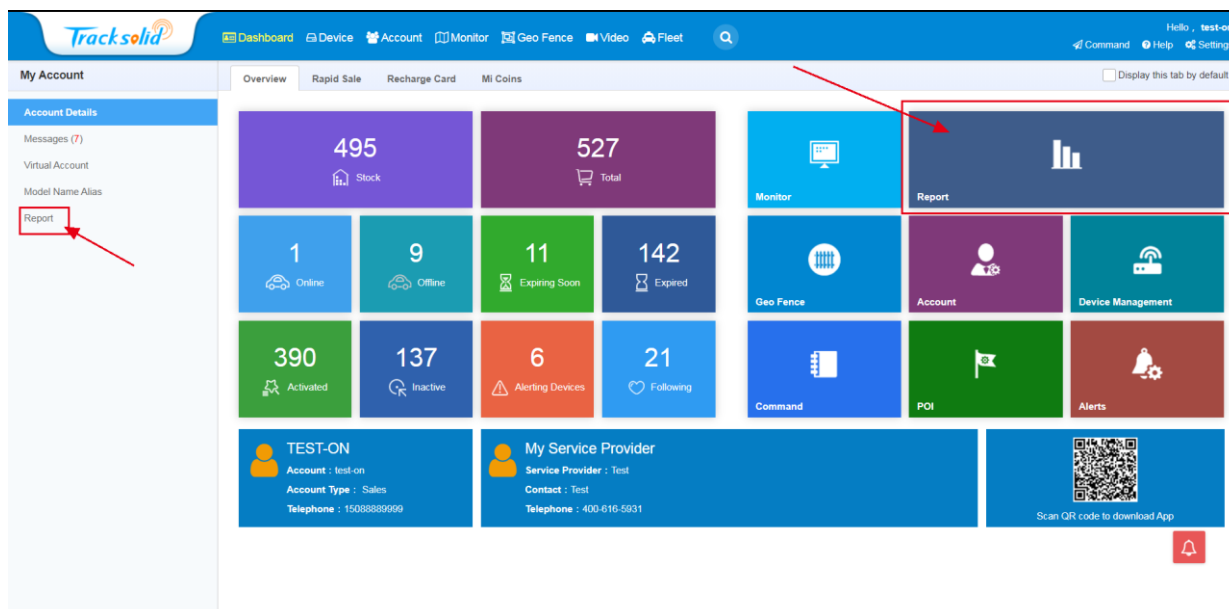 Tracksolid
Dashboard Device Account Monitor Geo Fence Video Fleet
Hello , test-on
Command Help Setting
My Account
Overview Rapid Sale Recharge Card Mi Coins
Display this tab by default
Account Details
Messages (7)
Virtual Account
Model Name Alias
Report
495
Stock
527
Total
Monitor
Report
1
Online
9
Offline
11
Expiring Soon
142
Expired
Geo Fence
Account
Device Management
390
Activated
137
Inactive
6
Alerting Devices
21
Following
Command
POI
Alerts
TEST-ON
Account : test-on
Account Type : Sales
Telephone : 15088889999
My Service Provider
Service Provider : Test
Contact : Test
Telephone : 400-616-5931
Scan QR code to download App